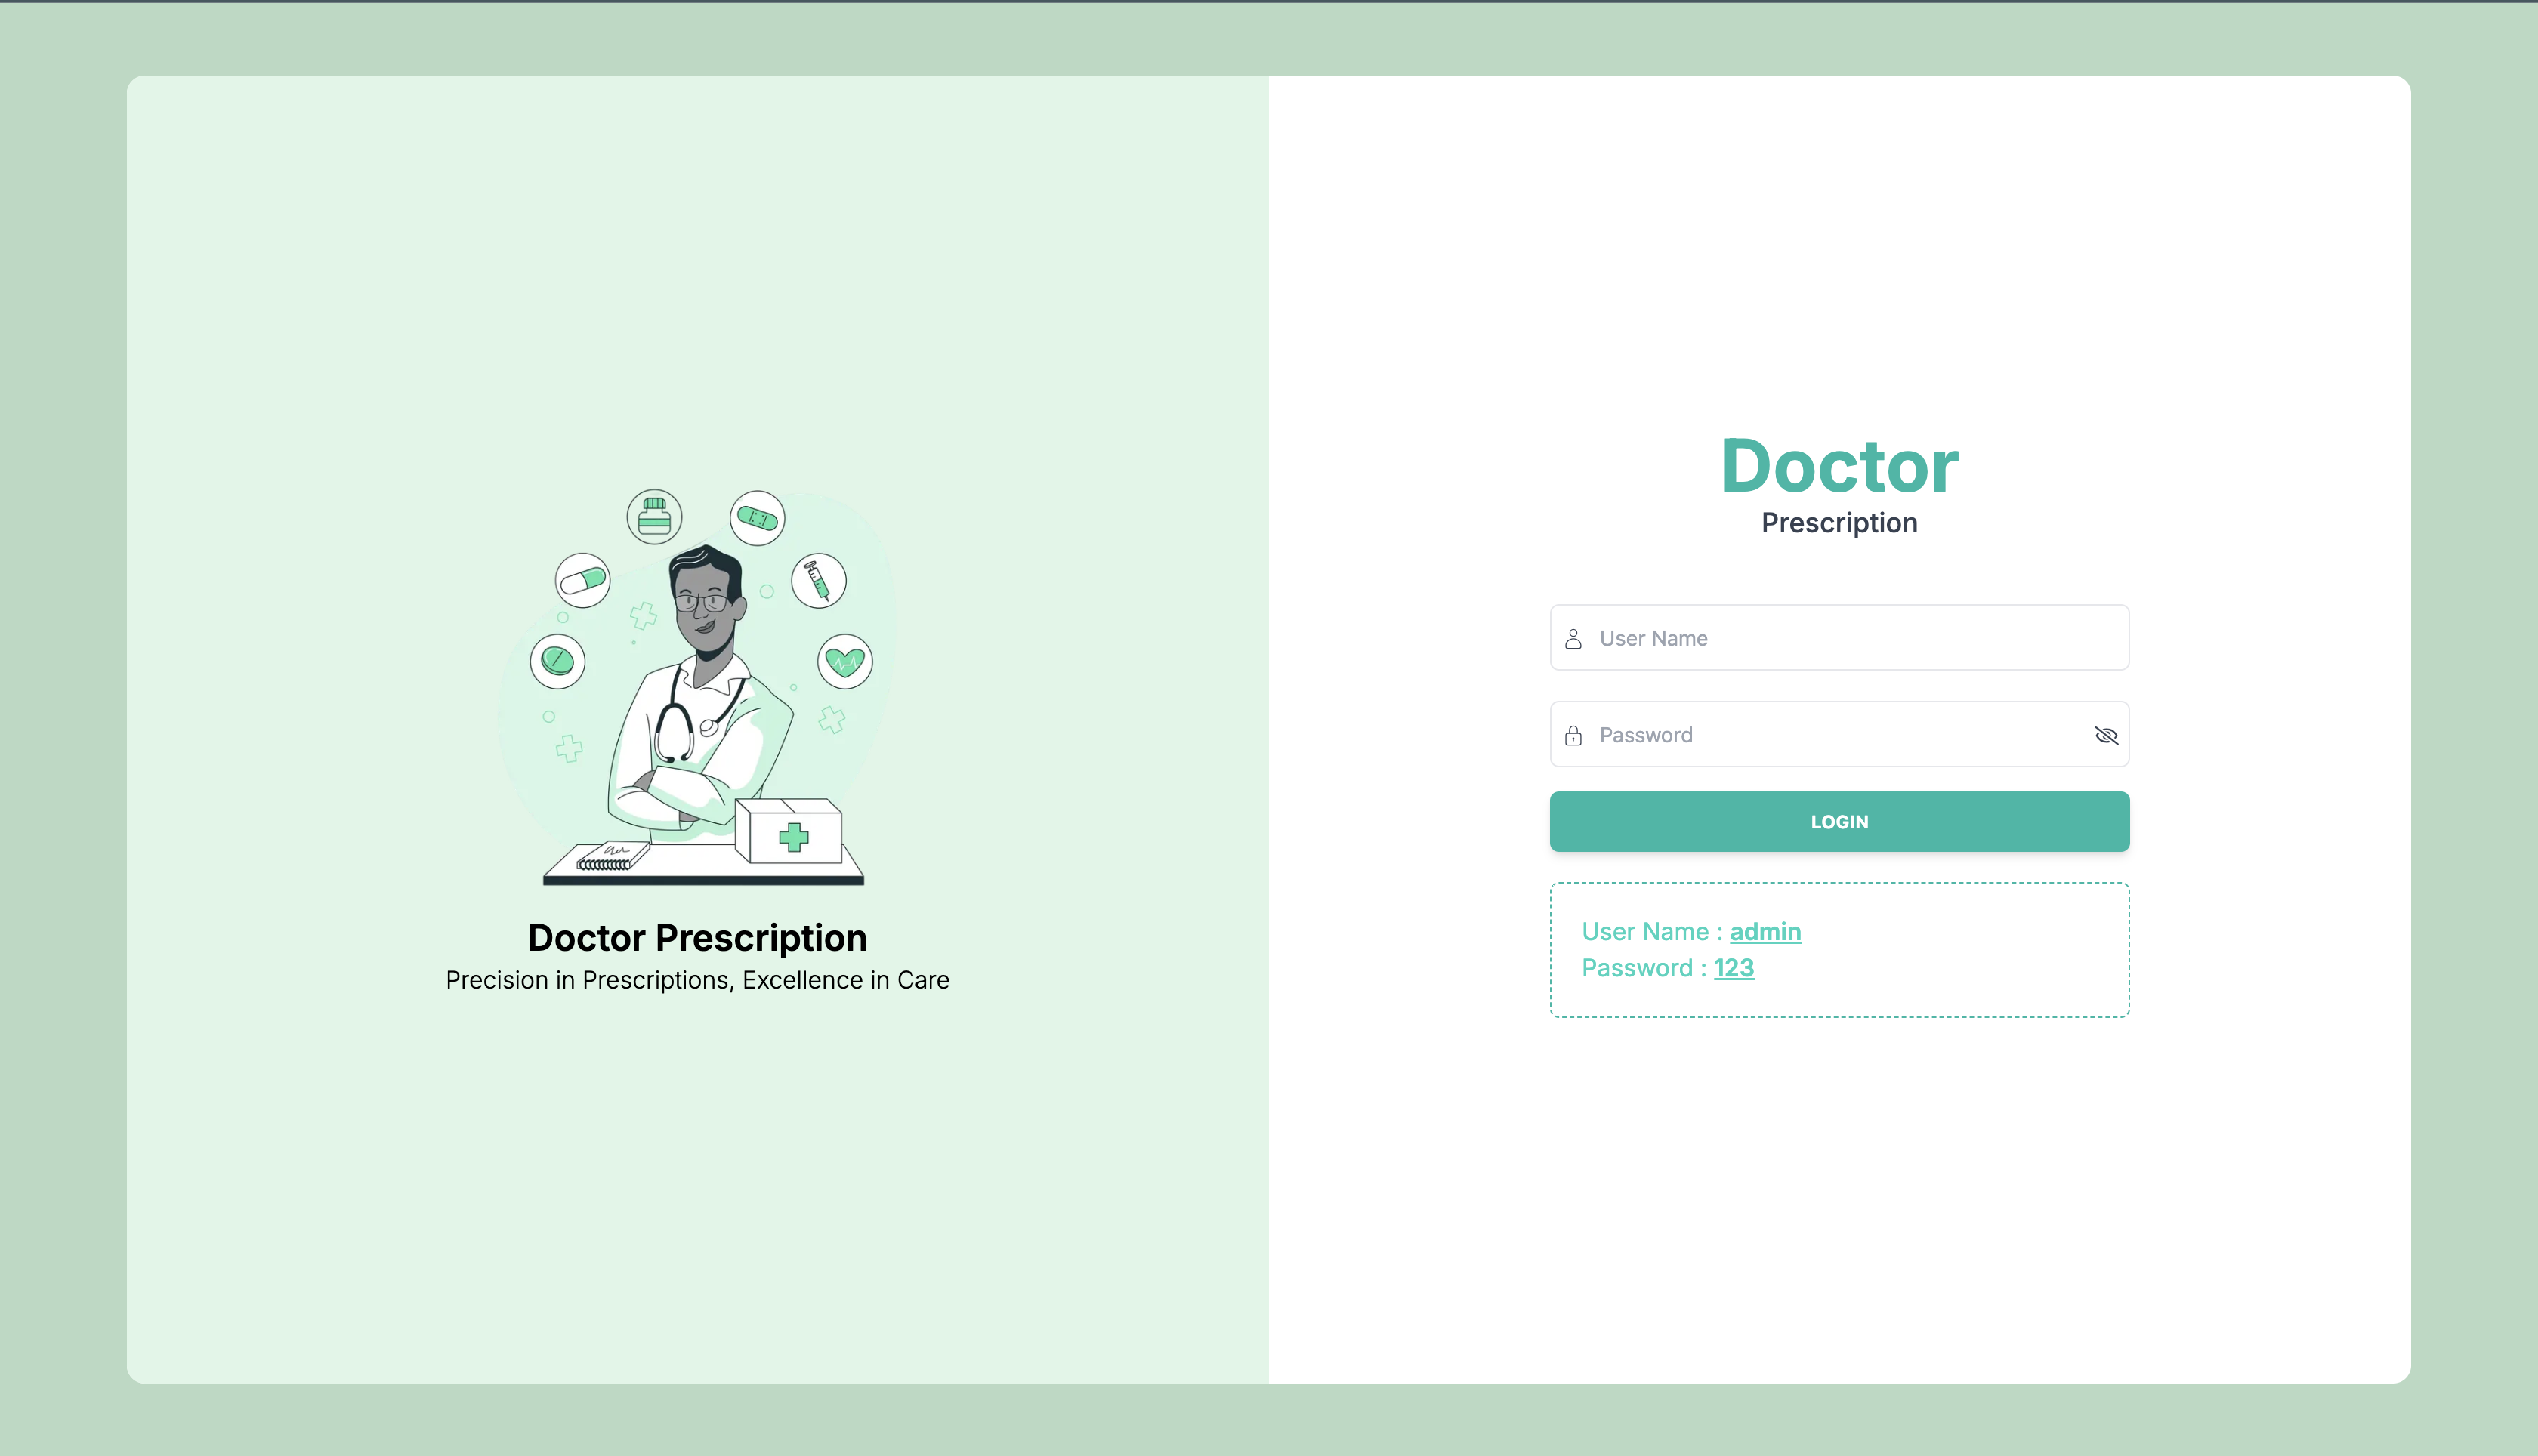 Doctor Prescription
Precision in Prescriptions, Excellence in Care
Doctor
Prescription
User Name
Password
LOGIN
User Name : admin
Password : 123